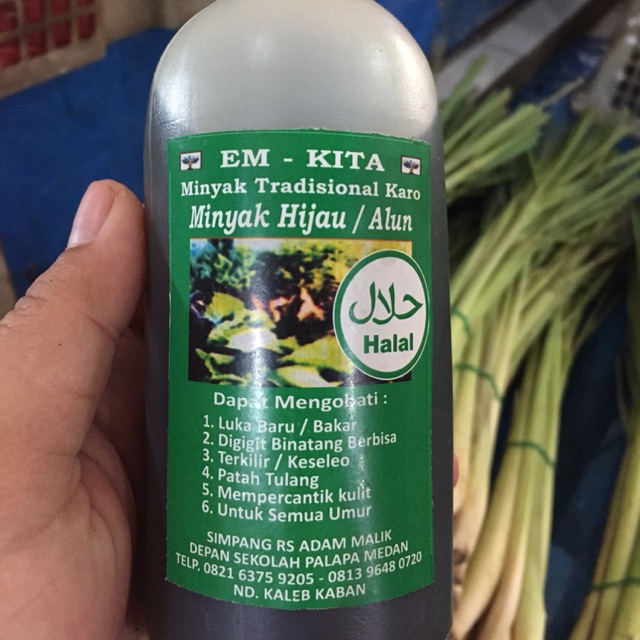 EM - KITA
Minyak Tradisional Karo
Minyak Hijau / Alun
حلال
Halal
Dapat Mengobati :
1. Luka Baru / Bakar
2. Digigit Binatang Berbisa
3. Terkilir / Keseleo
4. Patah Tulang
5. Mempercantik kulit
6. Untuk Semua Umur
SIMPANG RS ADAM MALIK
DEPAN SEKOLAH PALAPA MEDAN
TELP. 0821 6375 9205 - 0813 9648 0720
ND. KALEB KABAN